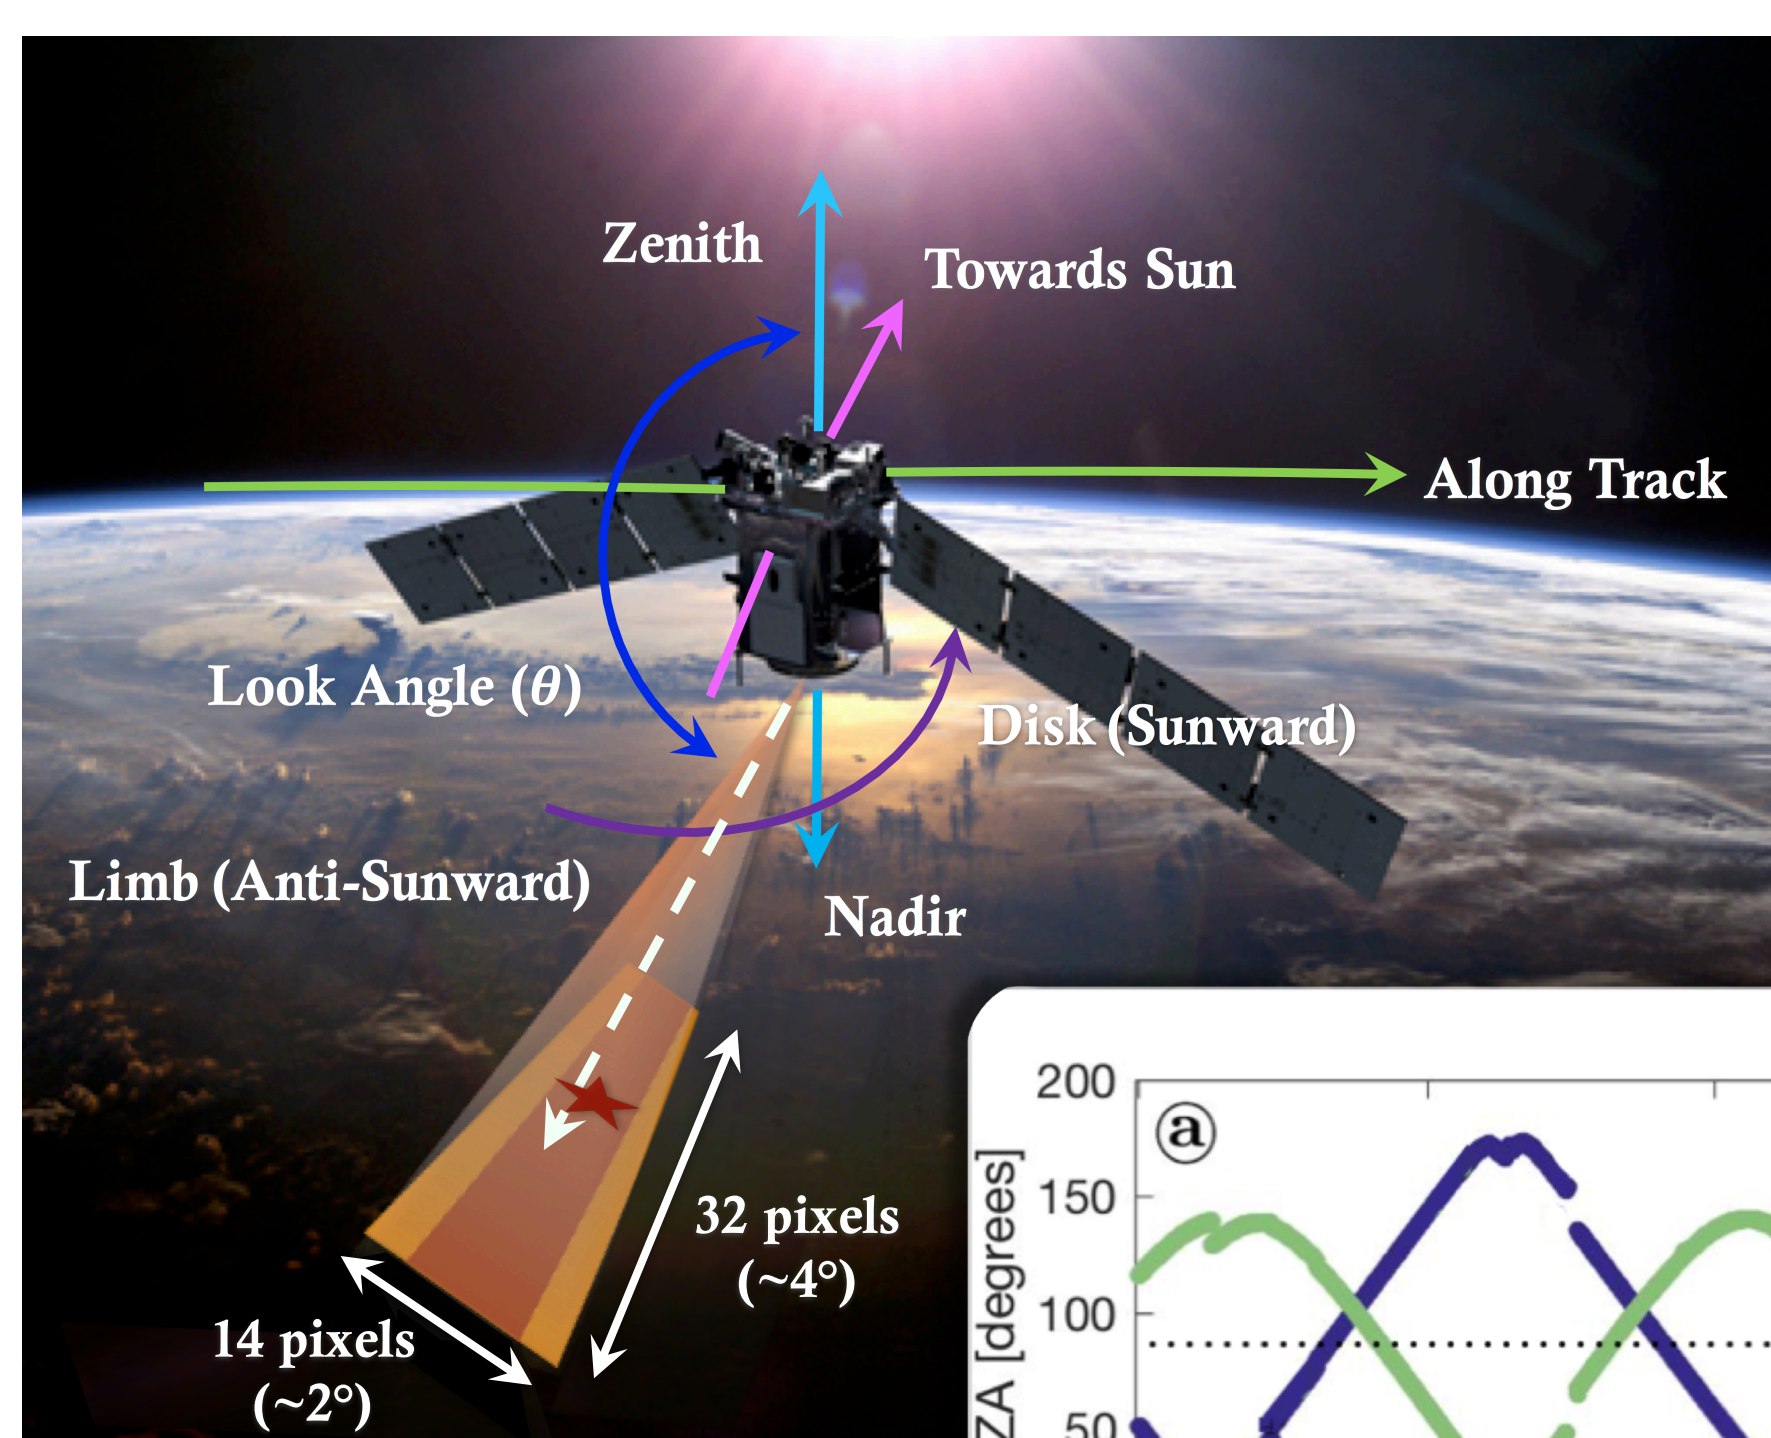 Zenith
Towards Sun
Along Track
Look Angle (θ)
Disk (Sunward)
Limb (Anti-Sunward)
Nadir
32 pixels
(~4°)
14 pixels
(~2°)
a
200
150
100
50
ZA [degrees]